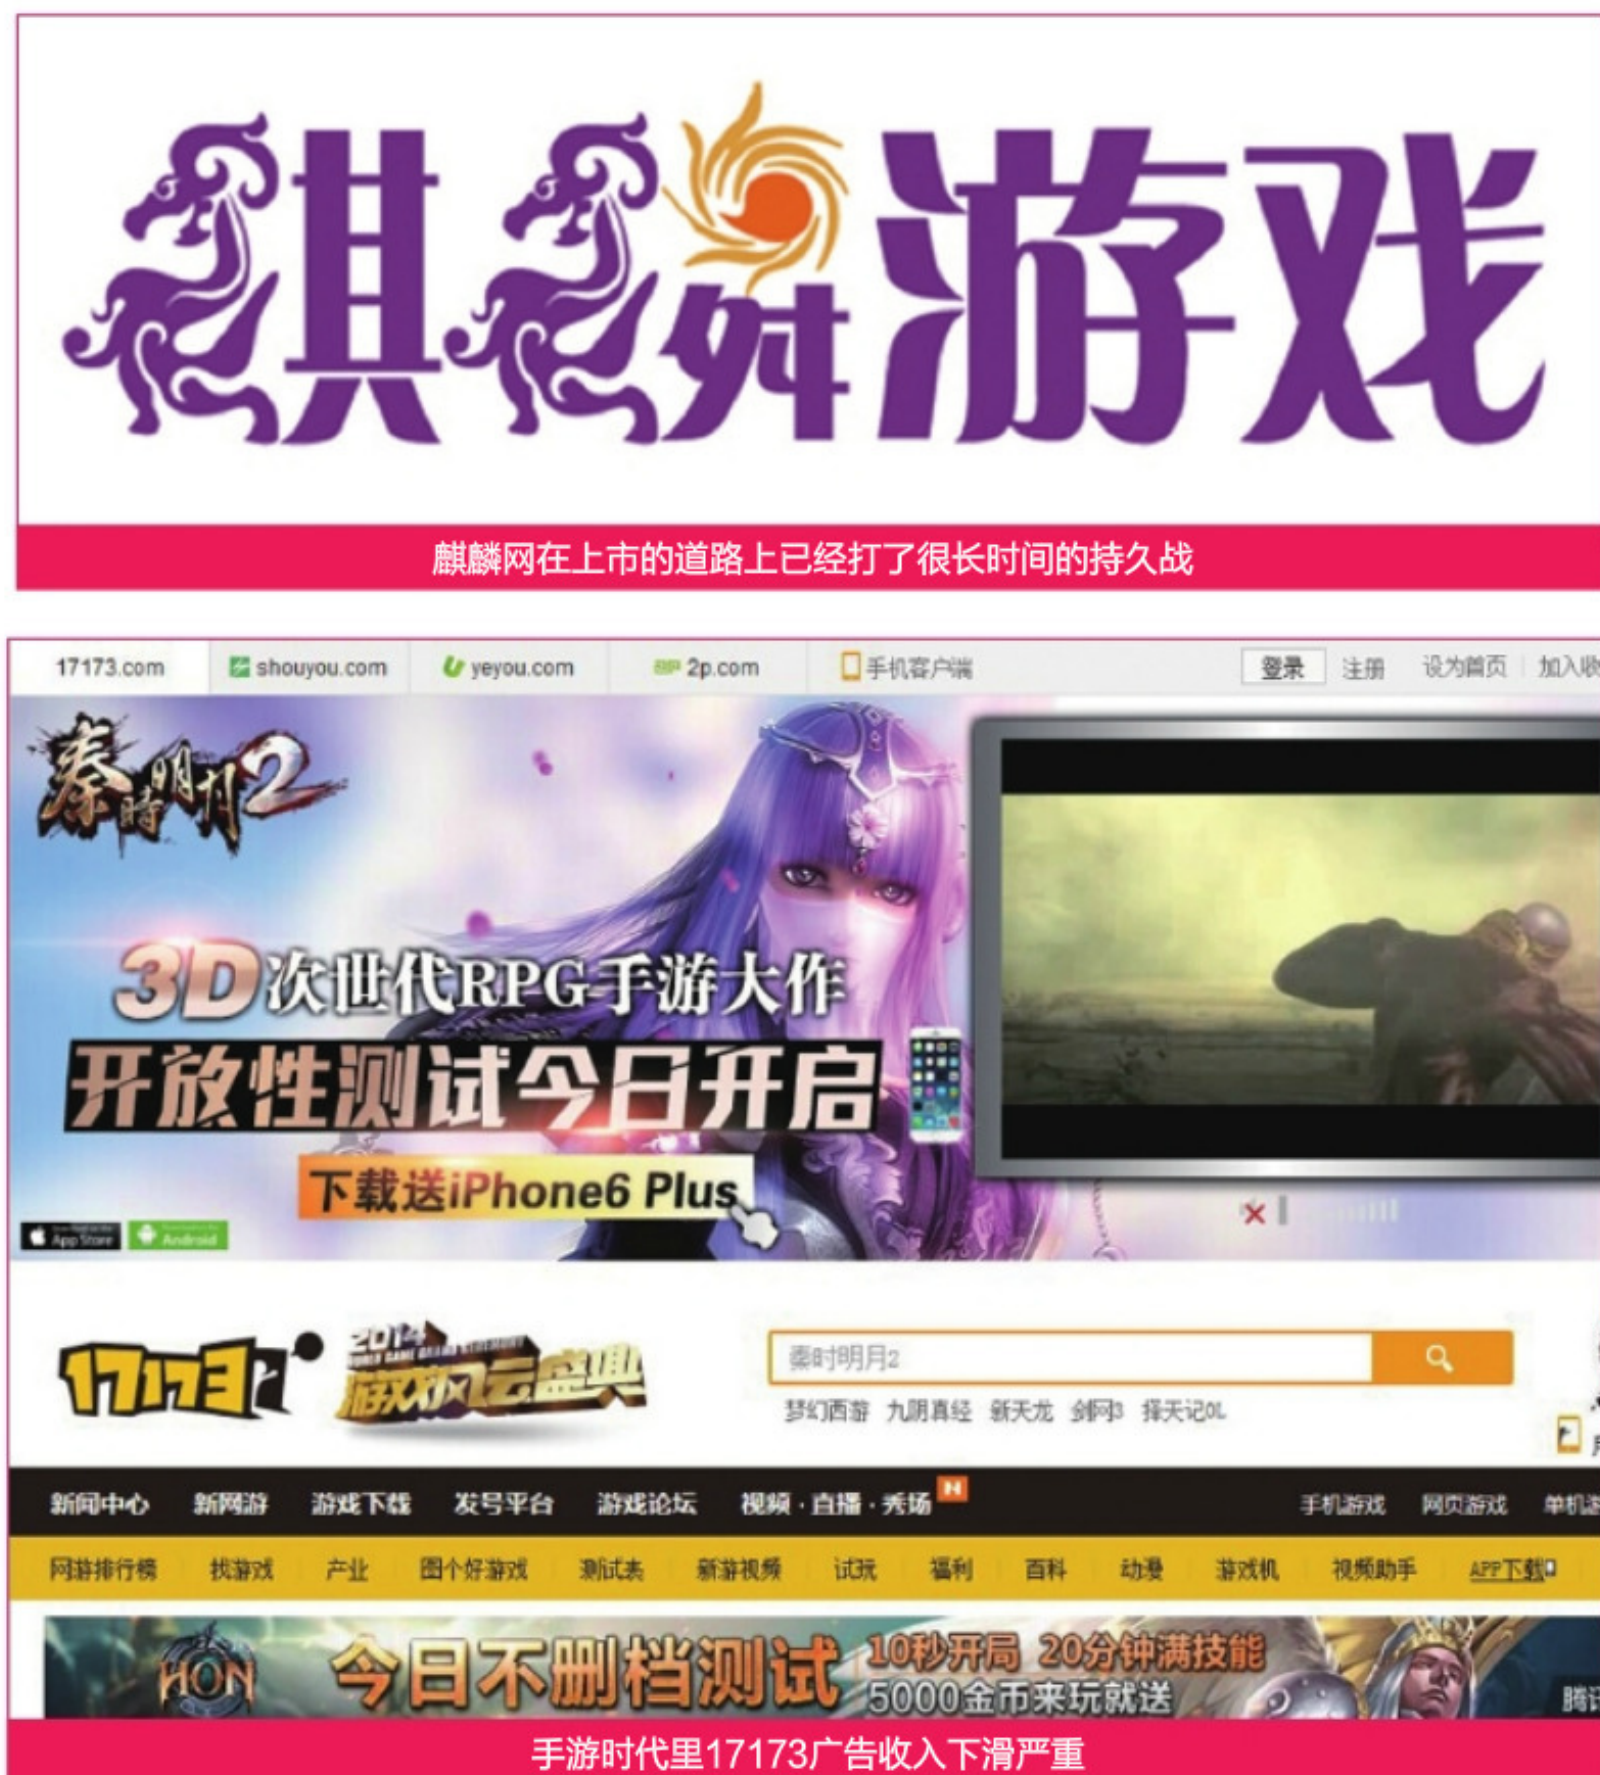 麒麟游戏
麒麟网在上市的道路上已经打了很长时间的持久战
17173.com shouyou.com yeyou.com 2p.com 手机客户端 登录 注册 设为首页 加入收
秦時明月2
3D次世代RPG手游大作
开放性测试今日开启
下载送iPhone6 Plus
App Store Android
17173 2014 游戏风云盛典
秦时明月2
梦幻西游 九阴真经 新天龙 剑网3 择天记OL
新闻中心 新网游 游戏下载 发号平台 游戏论坛 视频·直播·秀场 N 手机游戏 网页游戏 单机游
网游排行榜 找游戏 产业 图个好游戏 测试表 新游视频 试玩 福利 百科 动漫 游戏机 视频助手 APP下载
HON 今日不删档测试 10秒开局 20分钟满技能
5000金币来玩就送 腾讯
手游时代里17173广告收入下滑严重